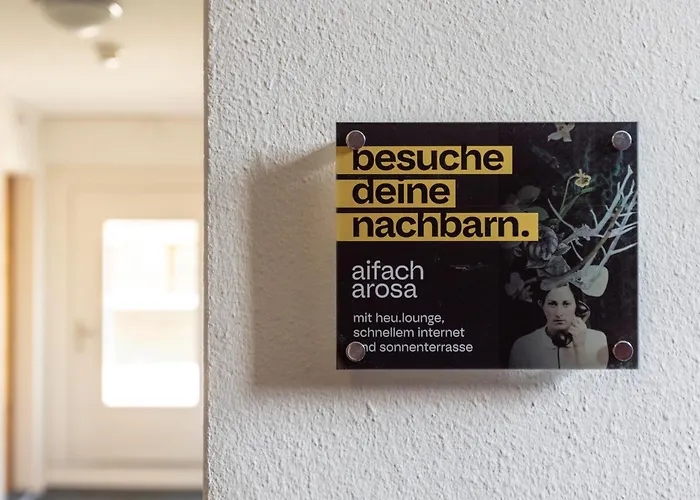 besuche
deine
nachbarn.
aifach
arosa
mit heu.lounge,
schnellem internet
und sonnenterrasse